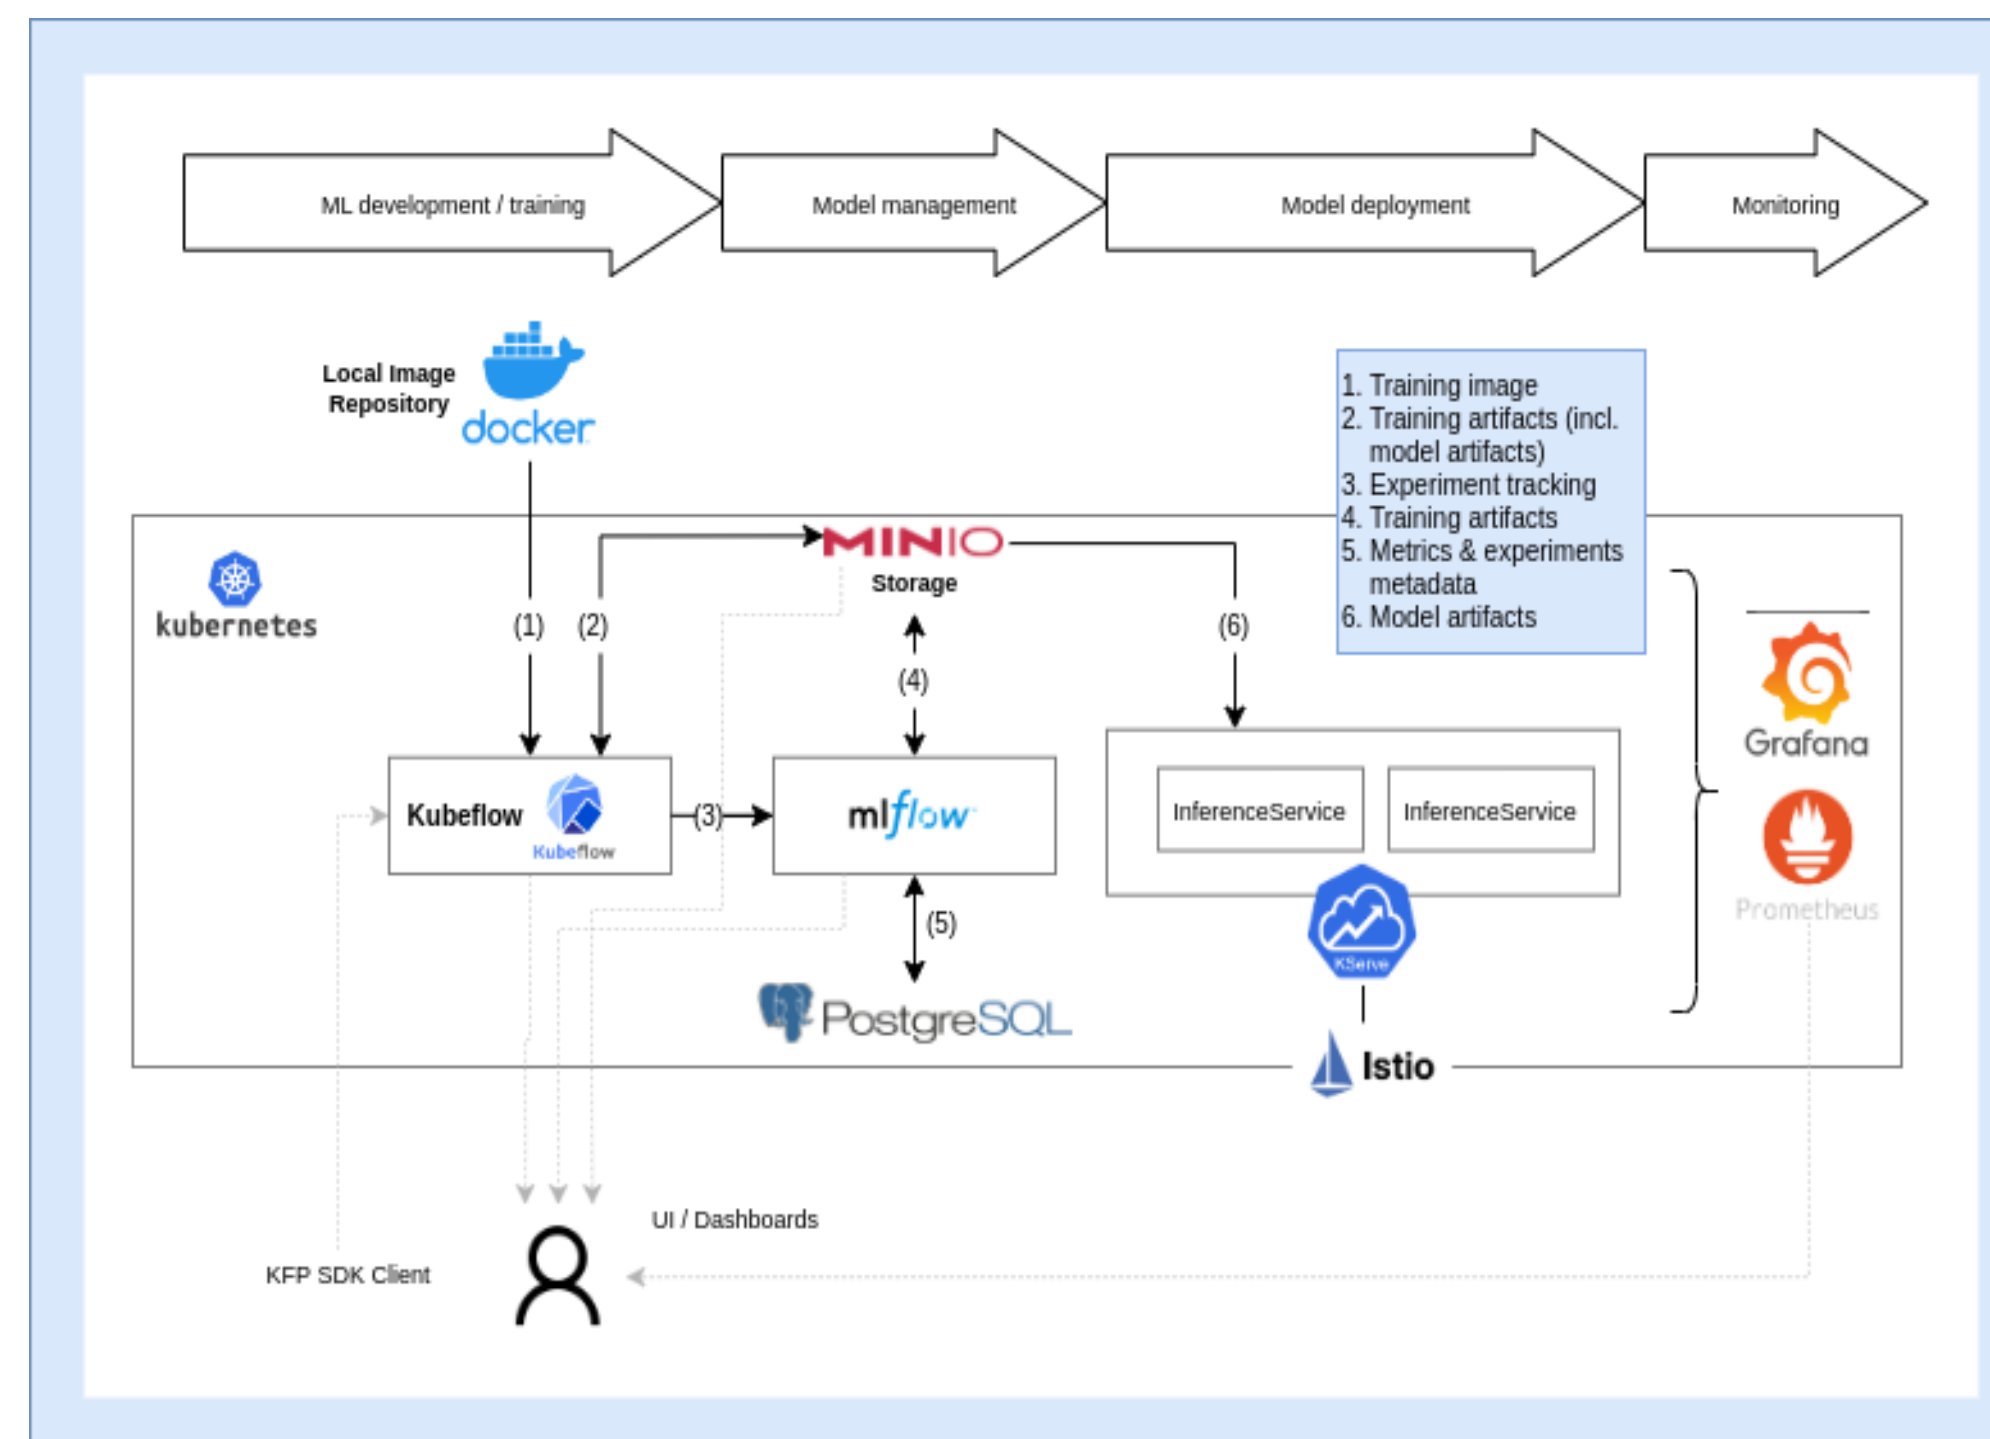 ML development / training
Model management
Model deployment
Monitoring
Local Image
Repository
docker
1. Training image
2. Training artifacts (incl.
model artifacts)
3. Experiment tracking
4. Training artifacts
5. Metrics & experiments
metadata
6. Model artifacts
kubernetes
MINIO
Storage
(1)
(2)
(4)
(6)
Grafana
Kubeflow
Kubeflow
(3)
mlflow
InferenceService
InferenceService
Prometheus
(5)
KServe
PostgreSQL
Istio
UI / Dashboards
KFP SDK Client